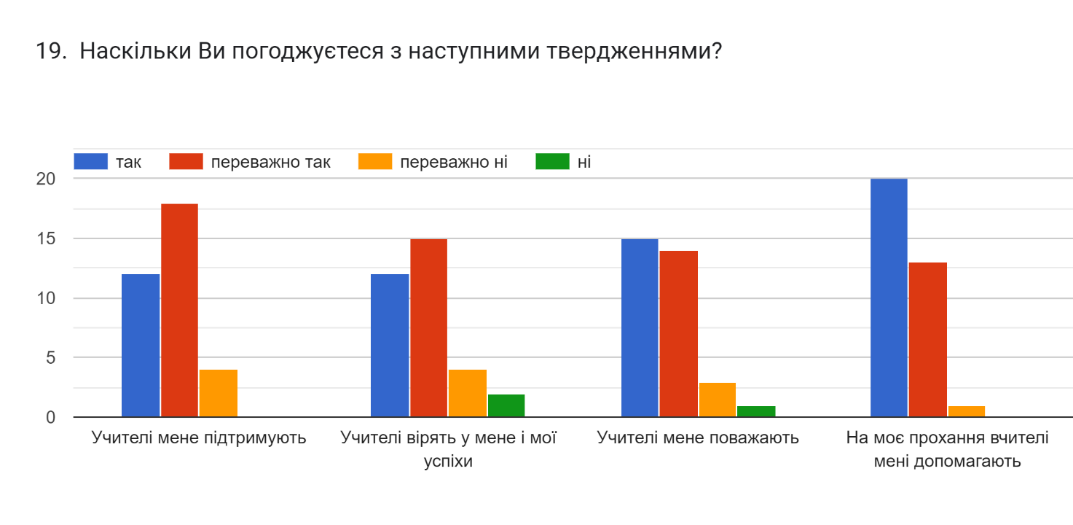 19. Наскільки Ви погоджуєтеся з наступними твердженнями?
так переважно так переважно ні ні
20
15
10
5
0
Учителі мене підтримують Учителі вірять у мене і мої Учителі мене поважають На моє прохання вчителі
успіхи мені допомагають